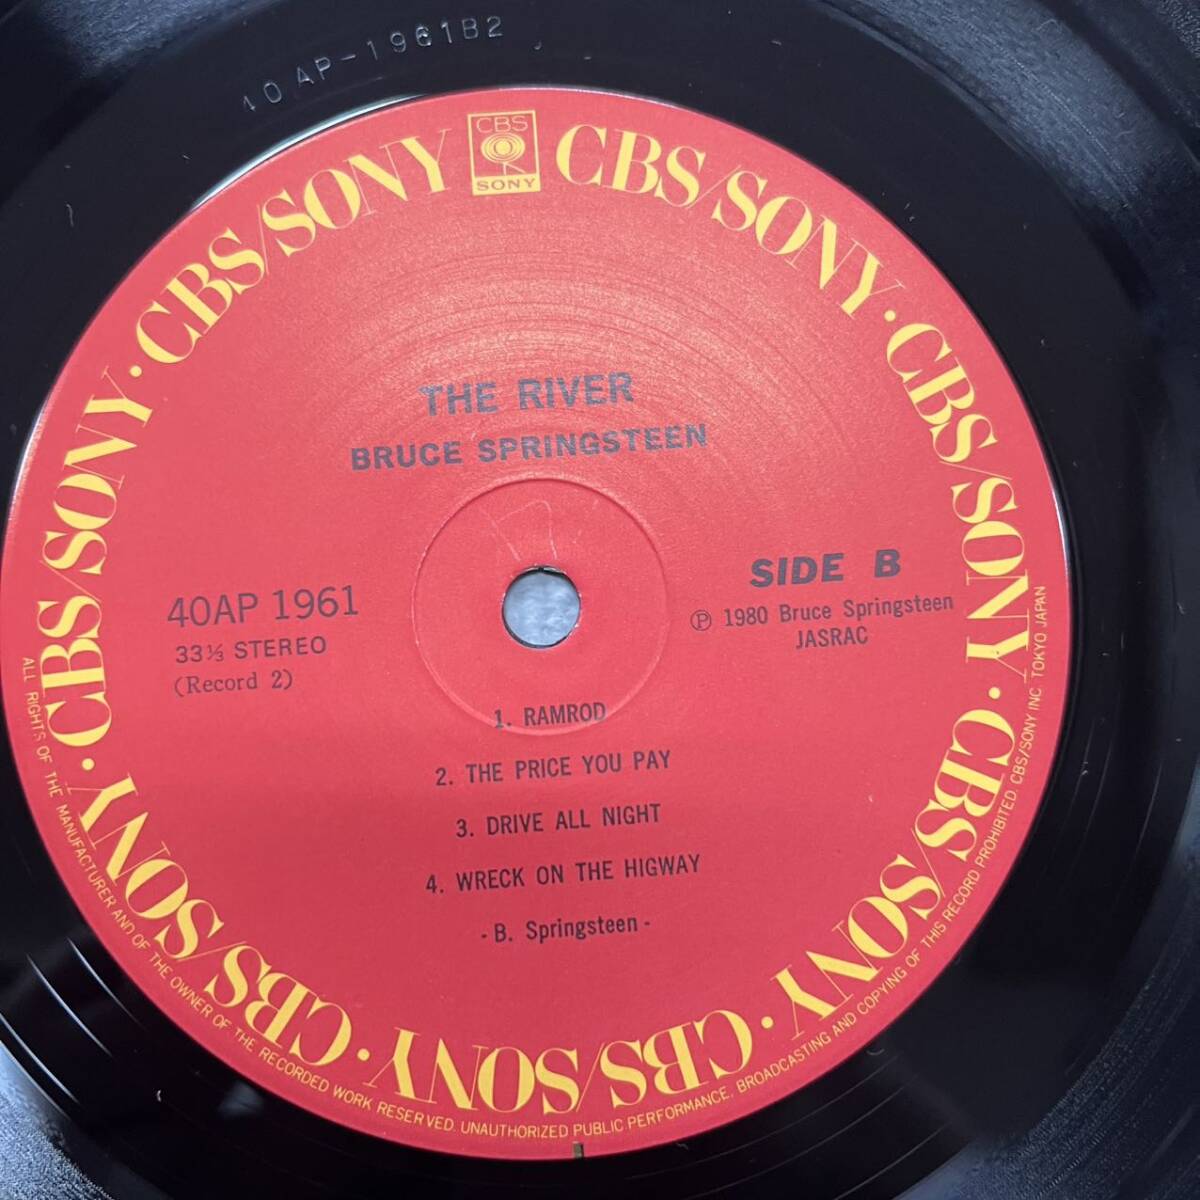 40AP-1961B2
CBS
SONY
CBS/SONY · CBS/SONY · CBS/SONY · CBS/SONY · CBS/SONY · CBS/SONY · CBS/SONY · CBS/SONY
THE RIVER
BRUCE SPRINGSTEEN
40AP 1961
33⅓ STEREO
(Record 2)
SIDE B
℗ 1980 Bruce Springsteen
JASRAC
1. RAMROD
2. THE PRICE YOU PAY
3. DRIVE ALL NIGHT
4. WRECK ON THE HIGWAY
- B. Springsteen -
ALL RIGHTS OF THE MANUFACTURER AND OF THE OWNER OF THE RECORDED WORK RESERVED. UNAUTHORIZED PUBLIC PERFORMANCE, BROADCASTING AND COPYING OF THIS RECORD PROHIBITED. CBS/SONY INC. TOKYO JAPAN